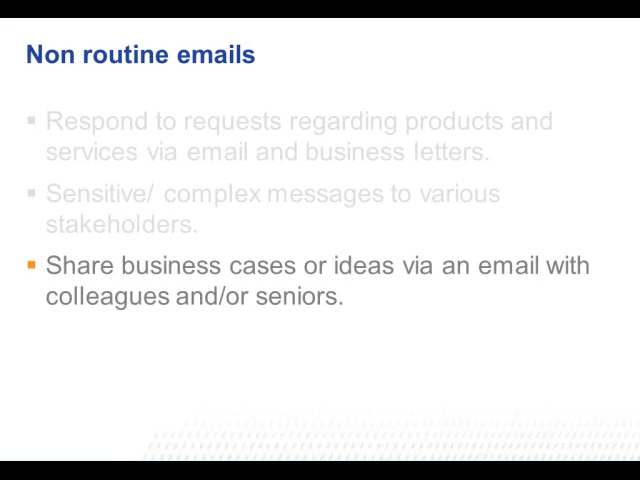 Non routine emails
▪ Respond to requests regarding products and
services via email and business letters.
▪ Sensitive/ complex messages to various
stakeholders.
▪ Share business cases or ideas via an email with
colleagues and/or seniors.